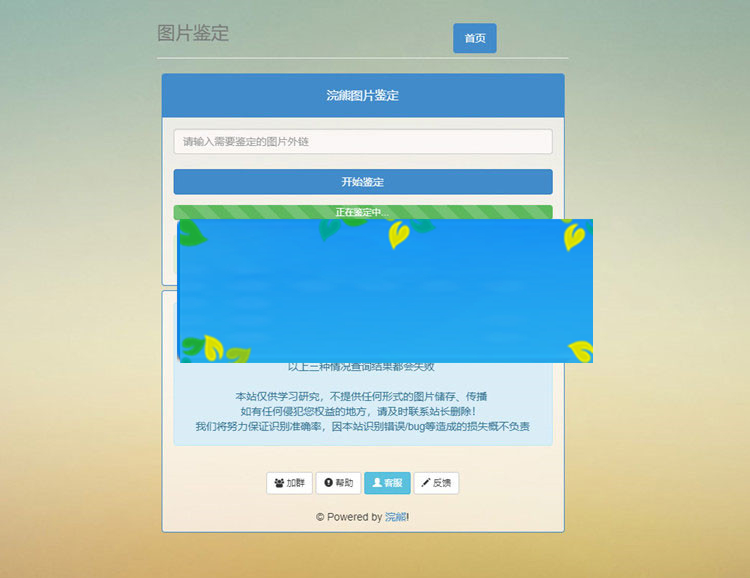 图片鉴定
首页
浣熊图片鉴定
请输入需要鉴定的图片外链
开始鉴定
正在鉴定中...
以上三种情况查询结果都会失败
本站仅供学习研究，不提供任何形式的图片储存、传播
如有任何侵犯您权益的地方，请及时联系站长删除！
我们将努力保证识别准确率，因本站识别错误/bug等造成的损失概不负责
加群 帮助 客服 反馈
© Powered by 浣熊!